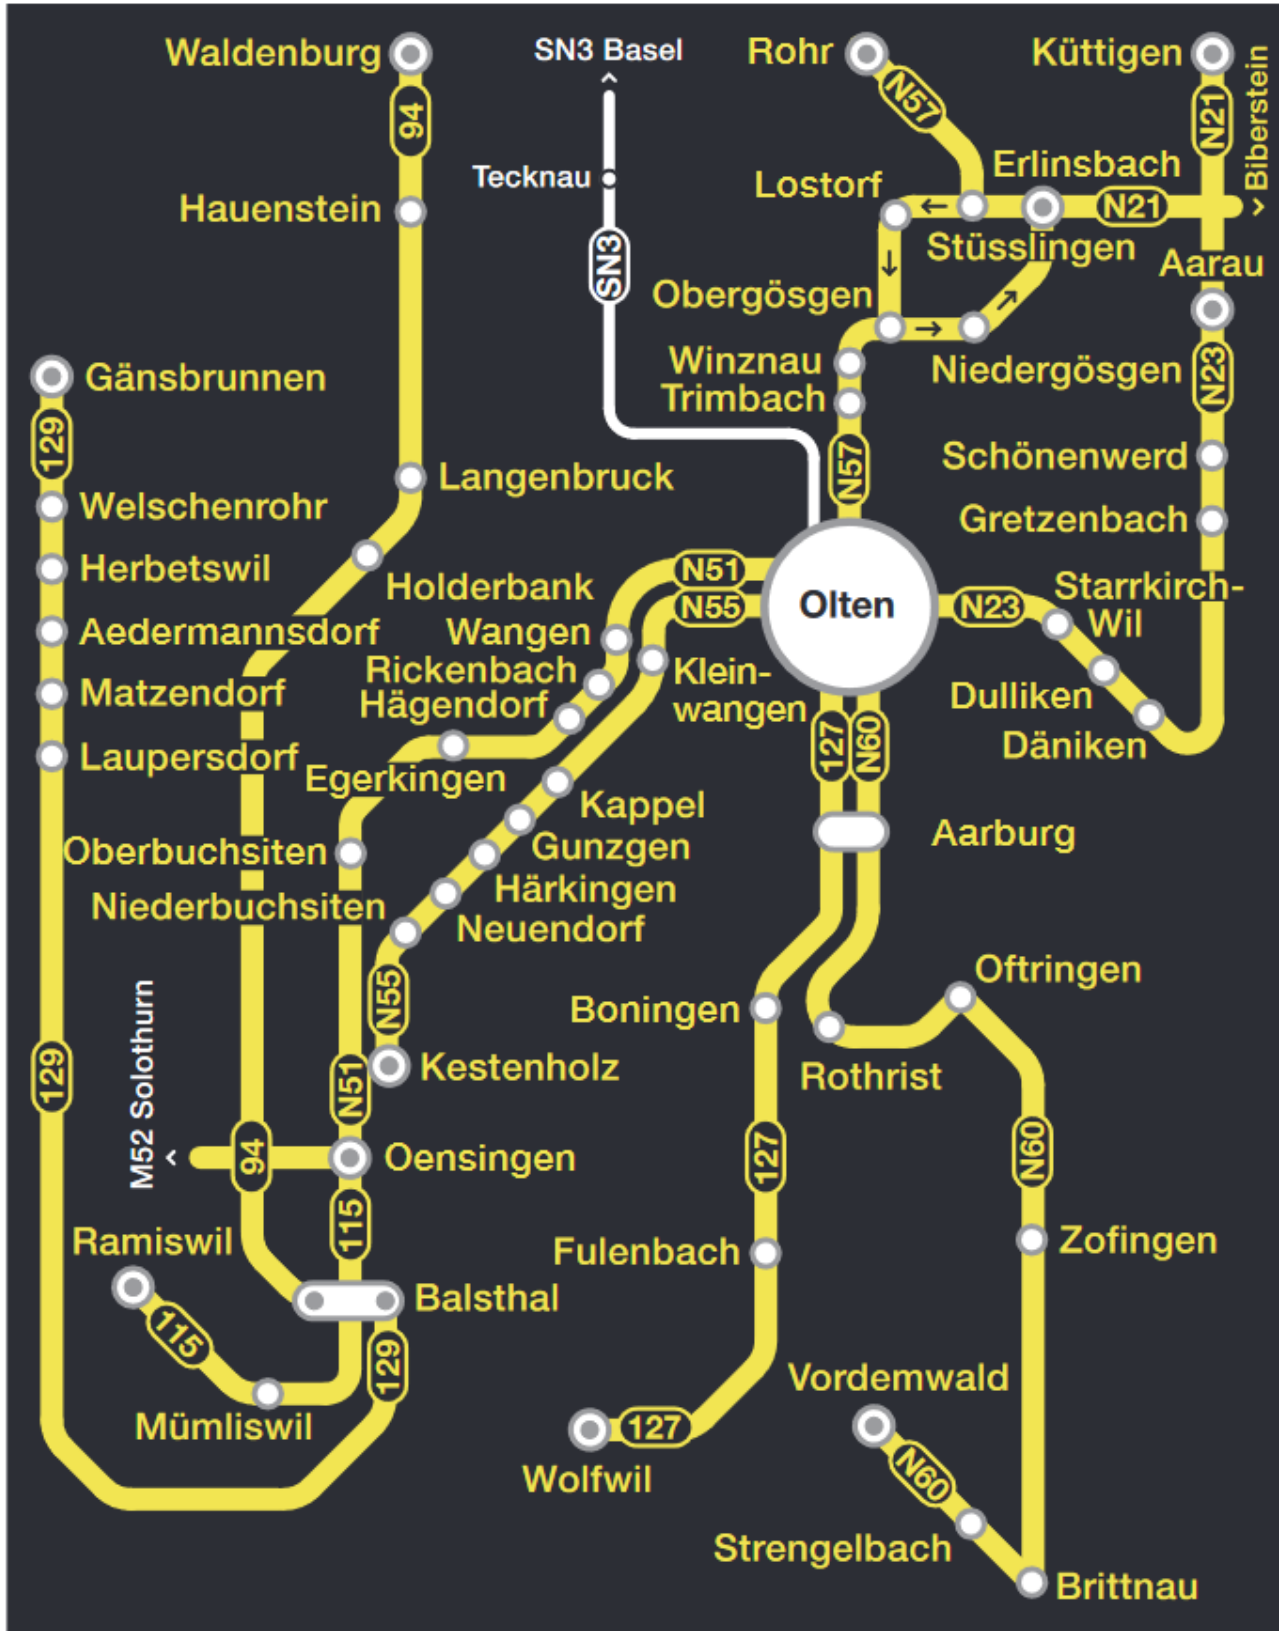 Waldenburg
SN3 Basel
Rohr
Küttigen
94
N57
N21
Biberstein
Tecknau
Erlinsbach
Hauenstein
Lostorf
N21
SN3
Stüsslingen
Aarau
Obergösgen
Winznau
Niedergösgen
N23
Gänsbrunnen
Trimbach
129
N57
Schönenwerd
Langenbruck
Welschenrohr
Gretzenbach
Herbetswil
Holderbank
N51
N55
Olten
N23
Starrkirch-
Wil
Aedermannsdorf
Wangen
Rickenbach
Klein-
wangen
Matzendorf
Hägendorf
Dulliken
Däniken
127
N60
Laupersdorf
Egerkingen
Kappel
Aarburg
Oberbuchsiten
Gunzgen
Härkingen
Niederbuchsiten
Neuendorf
Oftringen
N55
Boningen
M52 Solothurn
129
N51
Kestenholz
Rothrist
94
Oensingen
127
N60
115
Ramiswil
Fulenbach
Zofingen
Balsthal
115
129
Vordemwald
Mümliswil
127
Wolfwil
N60
Strengelbach
Brittnau